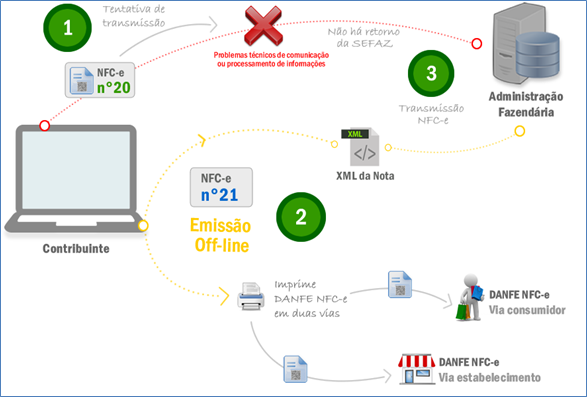 1
Tentativa de
transmissão
NFC-e
n°20
Problemas técnicos de comunicação
ou processamento de informações
Não há retorno
da SEFAZ
3
Transmissão
NFC-e
Administração
Fazendária
XML
</>
XML da Nota
Contribuinte
NFC-e
n°21
Emissão
Off-line
2
Imprime
DANFE NFC-e
em duas vias
DANFE NFC-e
Via consumidor
DANFE NFC-e
Via estabelecimento